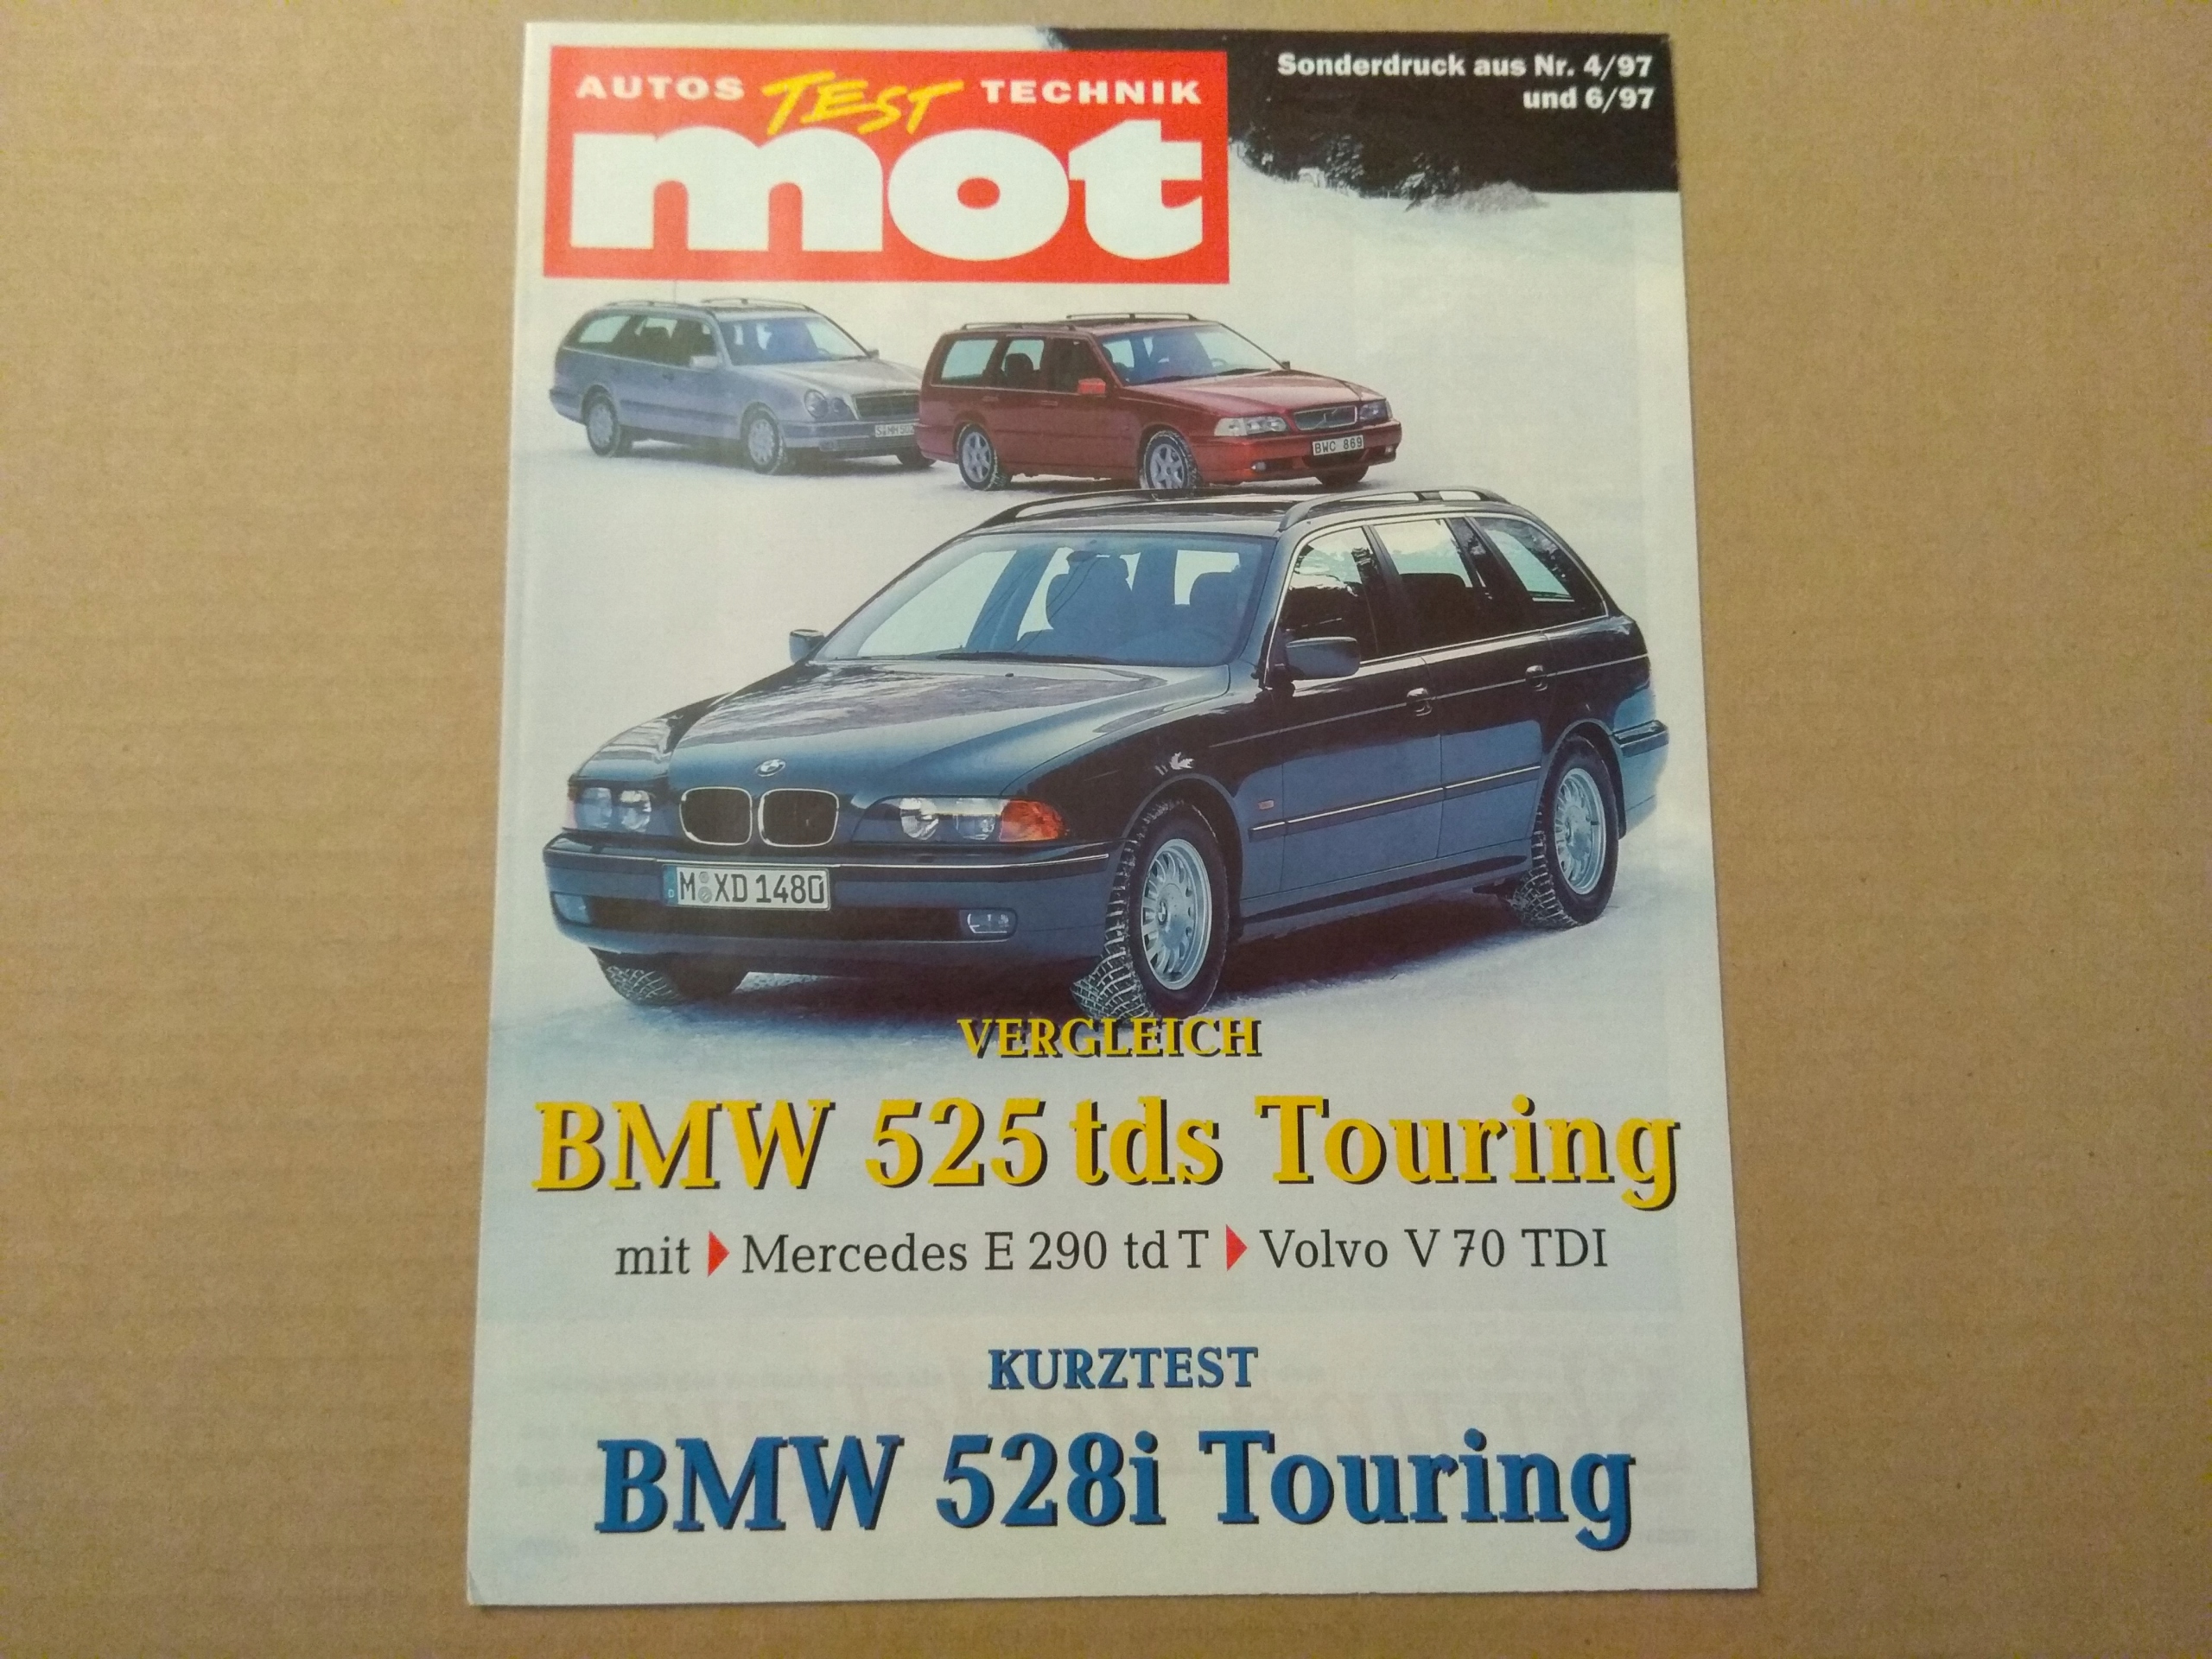 AUTOS TEST TECHNIK
mot
Sonderdruck aus Nr. 4/97
und 6/97
BWC 869
M XD 1480
VERGLEICH
BMW 525 tds Touring
mit Mercedes E 290 td T Volvo V 70 TDI
KURZTEST
BMW 528i Touring